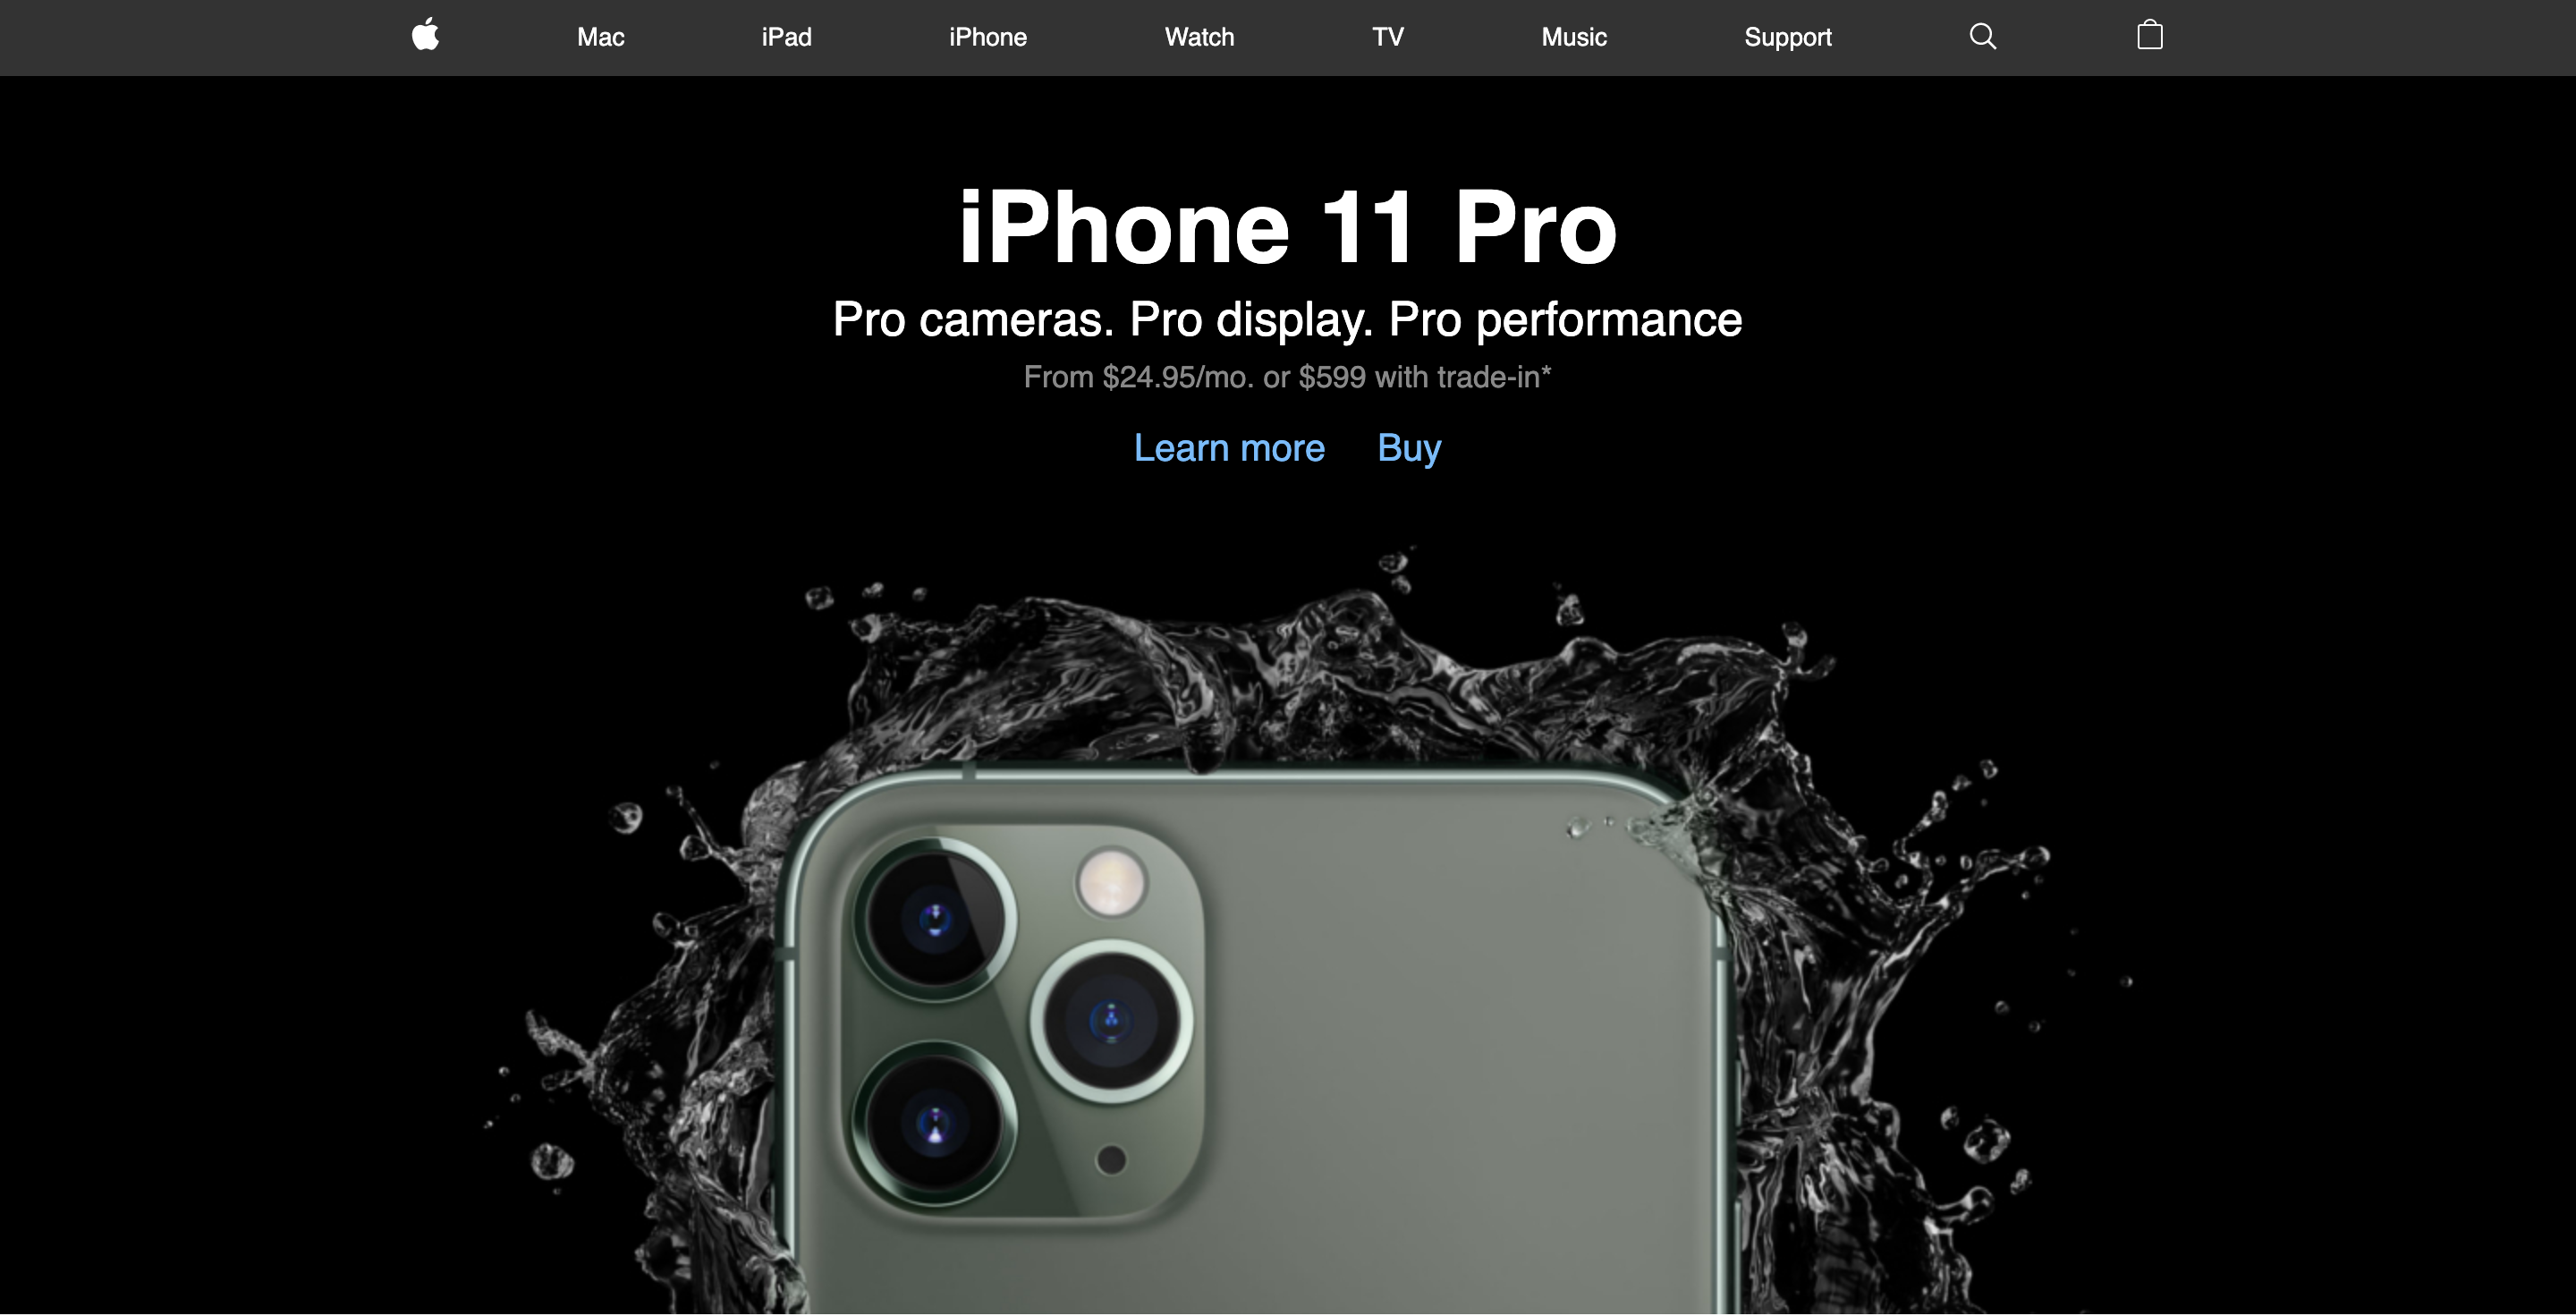 Mac iPad iPhone Watch TV Music Support
iPhone 11 Pro
Pro cameras. Pro display. Pro performance
From $24.95/mo. or $599 with trade-in*
Learn more Buy